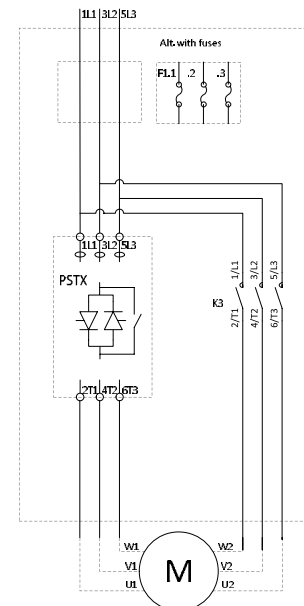 1L1 3L2 5L3
Alt. with fuses
F1.1 .2 .3
1L1 3L2 5L3
PSTX
1/L1 3/L2 5/L3
K3
2/T1 4/T2 6/T3
2T1 4T2 6T3
W1 W2
V1 M V2
U1 U2